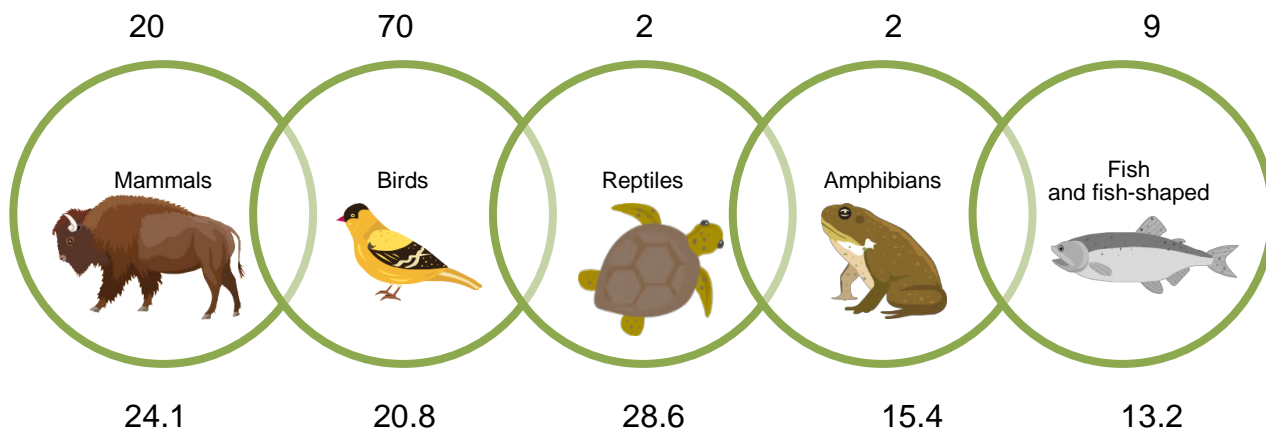 20
70
2
2
9
Mammals
Birds
Reptiles
Amphibians
Fish
and fish-shaped
24.1
20.8
28.6
15.4
13.2